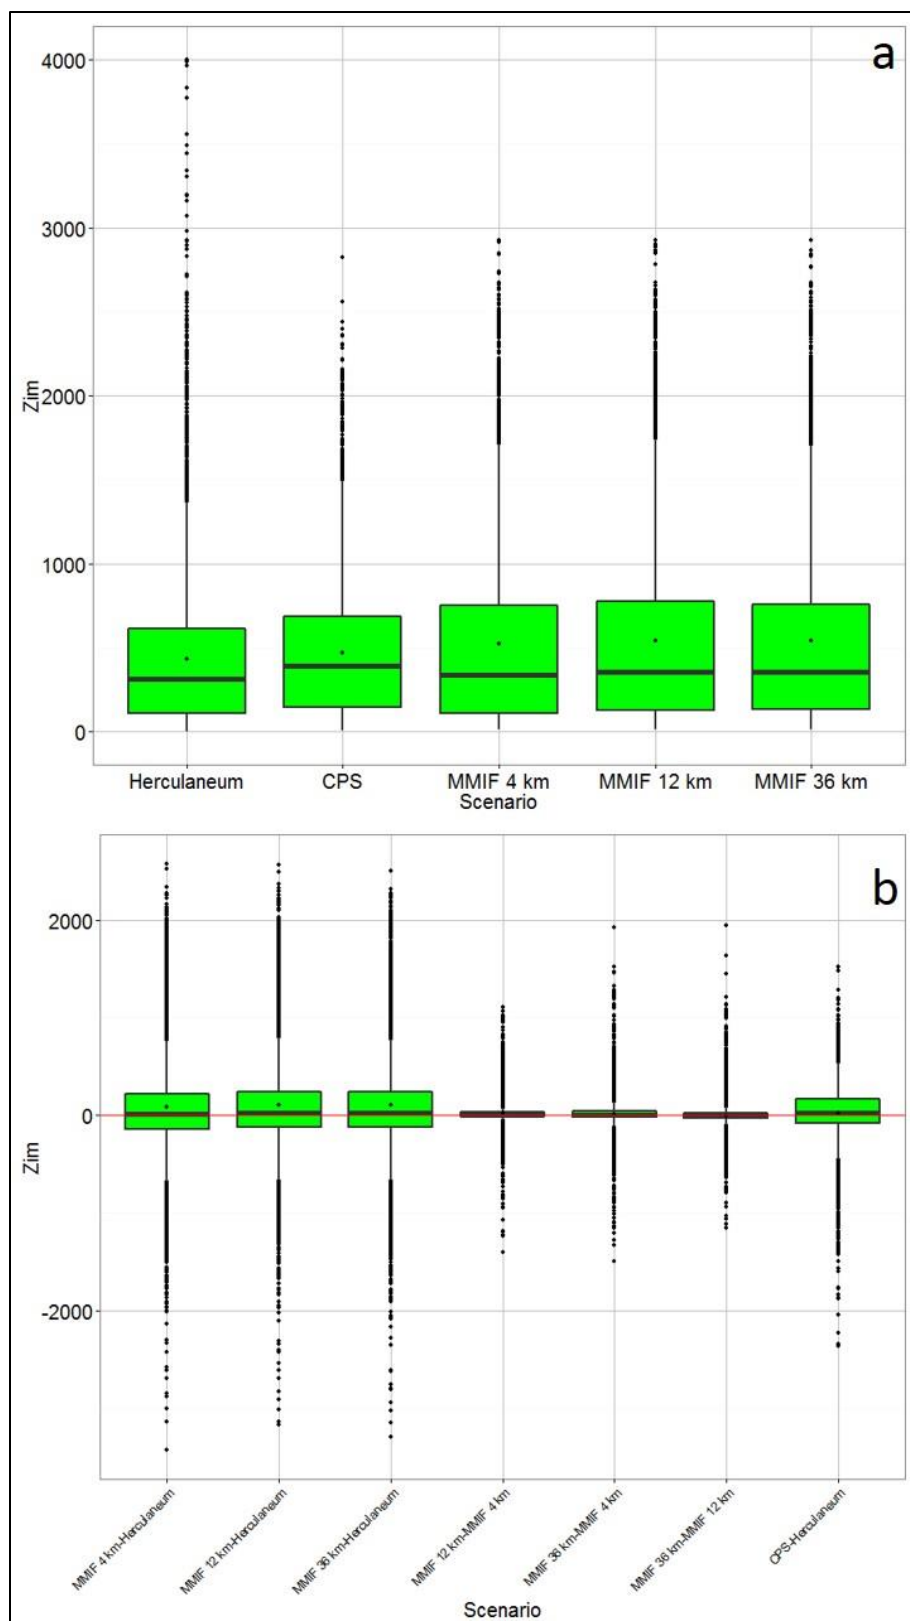 a
4000
3000
2000
1000
0
Zim
Herculaneum CPS MMIF 4 km MMIF 12 km MMIF 36 km
Scenario
b
2000
0
-2000
Zim
MMIF 4 km-Herculaneum
MMIF 12 km-Herculaneum
MMIF 36 km-Herculaneum
MMIF 12 km-MMIF 4 km
MMIF 36 km-MMIF 4 km
MMIF 36 km-MMIF 12 km
CPS-Herculaneum
Scenario